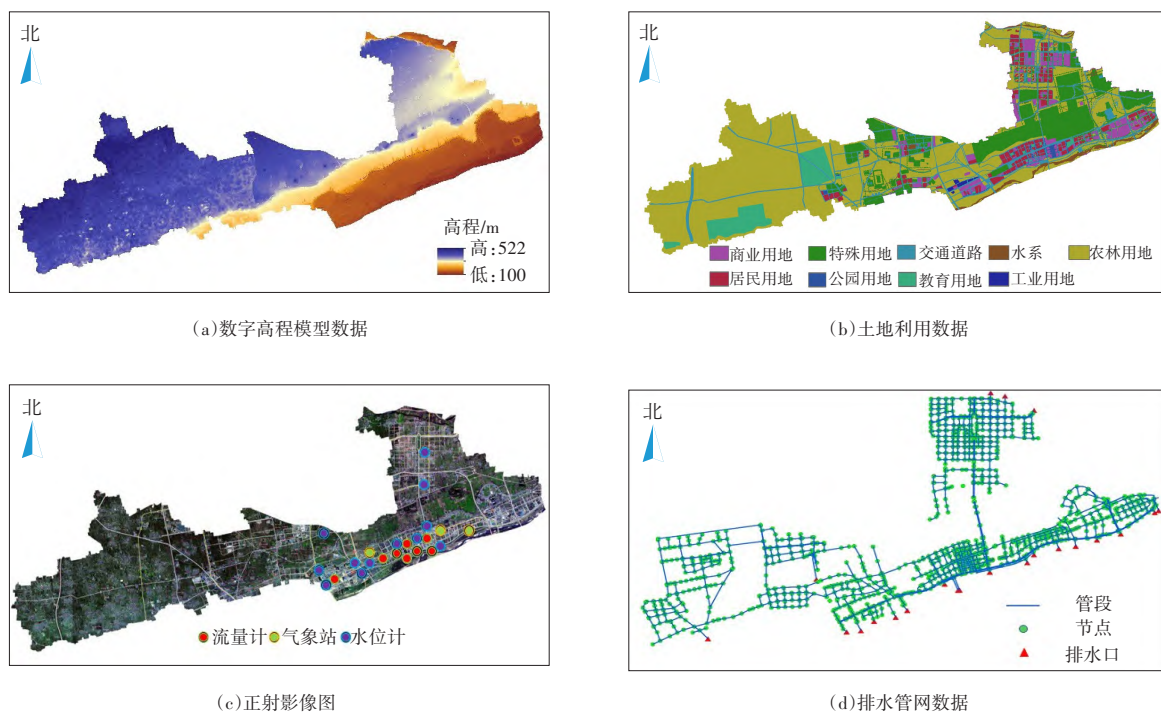 北
高程/m
高:522
低:100
(a)数字高程模型数据
北
商业用地 特殊用地 交通道路 水系 农林用地
居民用地 公园用地 教育用地 工业用地
(b)土地利用数据
北
流量计 气象站 水位计
(c)正射影像图
北
管段
节点
排水口
(d)排水管网数据